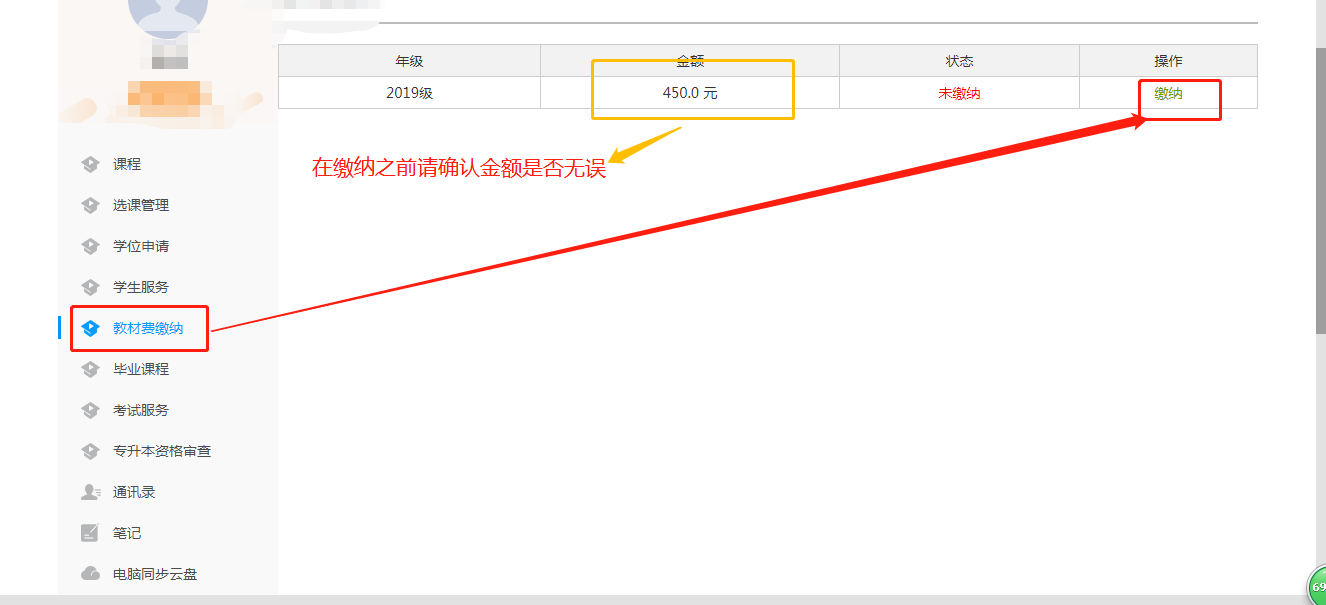 年级 金额 状态 操作
2019级 450.0 元 未缴纳 缴纳
在缴纳之前请确认金额是否无误
课程
选课管理
学位申请
学生服务
教材费缴纳
毕业课程
考试服务
专升本资格审查
通讯录
笔记
电脑同步云盘